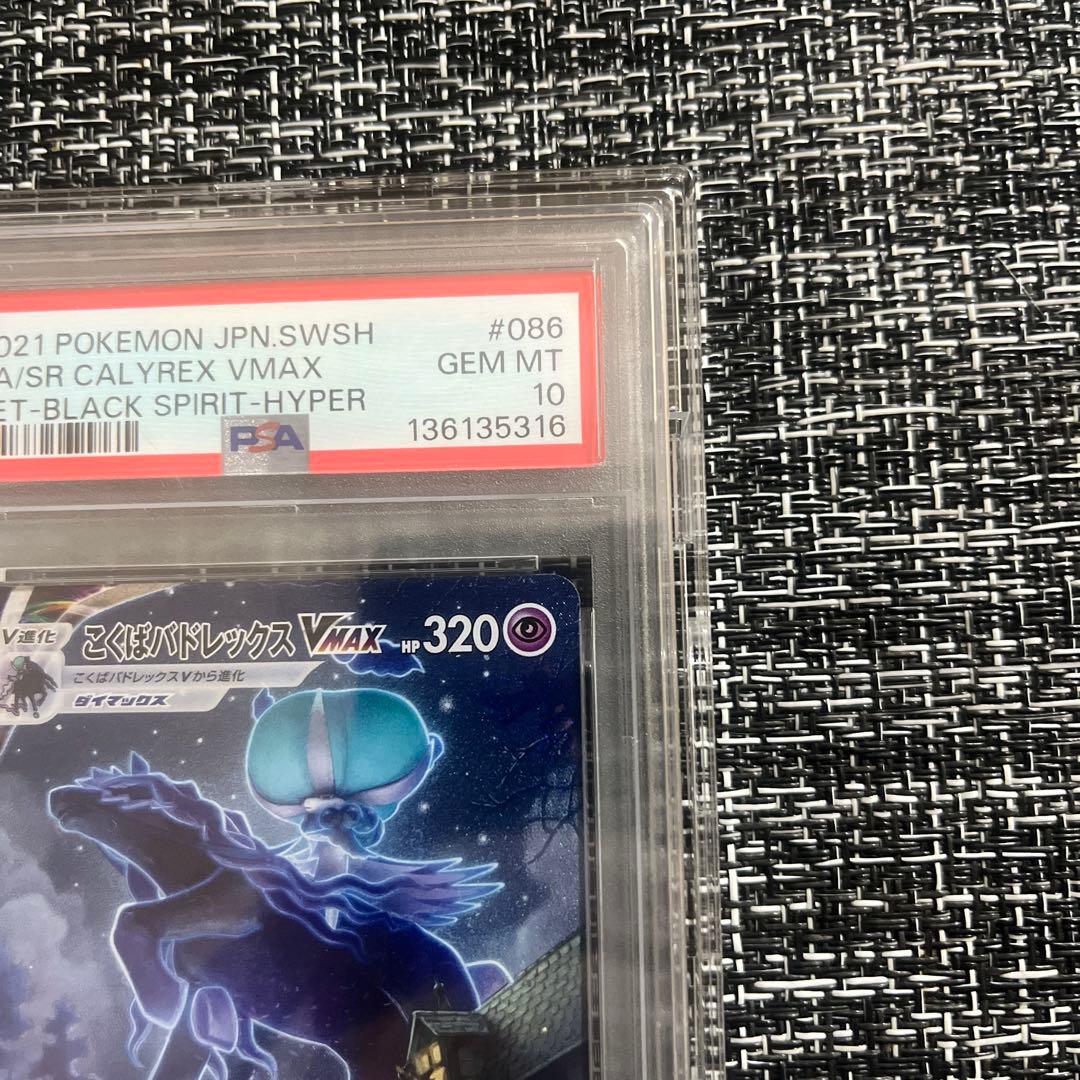 021 POKEMON JPN.SWSH #086
A/SR CALYREX VMAX GEM MT
ET-BLACK SPIRIT-HYPER 10
PSA 136135316
V進化 こくばバドレックス VMAX HP 320
こくばバドレックスVから進化
ダイマックス